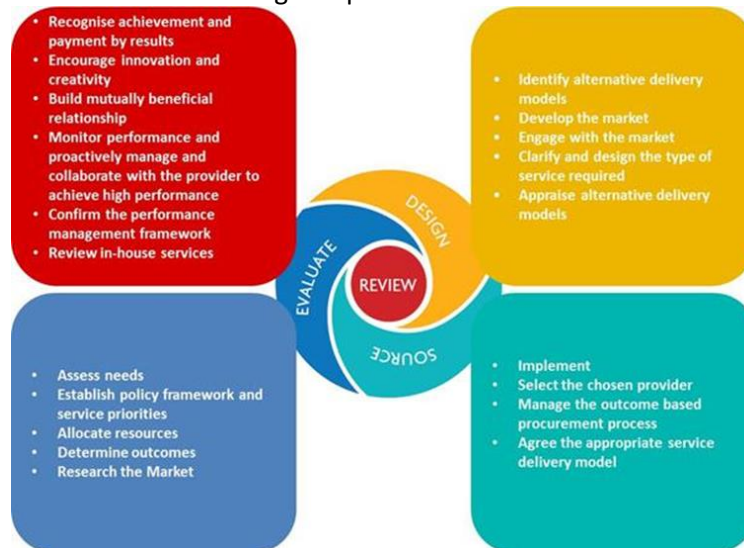 • Recognise achievement and
payment by results
• Encourage innovation and
creativity
• Build mutually beneficial
relationship
• Monitor performance and
proactively manage and
collaborate with the provider to
achieve high performance
• Confirm the performance
management framework
• Review in-house services
• Identify alternative delivery
models
• Develop the market
• Engage with the market
• Clarify and design the type of
service required
• Appraise alternative delivery
models
DESIGN
EVALUATE
REVIEW
SOURCE
• Assess needs
• Establish policy framework and
service priorities
• Allocate resources
• Determine outcomes
• Research the Market
• Implement
• Select the chosen provider
• Manage the outcome based
procurement process
• Agree the appropriate service
delivery model